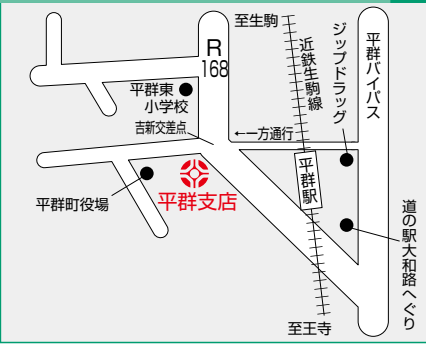 至生駒
R
168
近鉄生駒線
ジップドラッグ
平群バイパス
平群東
小学校
吉新交差点
←一方通行
平群駅
平群町役場
平群支店
道の駅大和路へぐり
至王寺